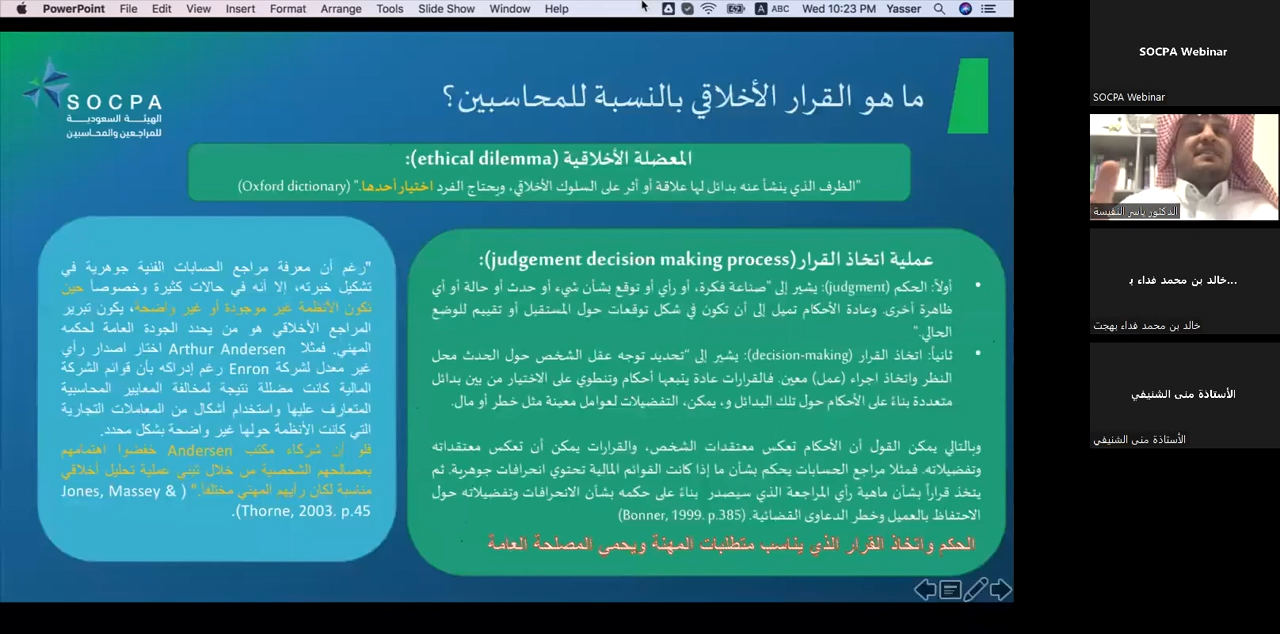 PowerPoint File Edit View Insert Format Arrange Tools Slide Show Window Help A ABC Wed 10:23 PM Yasser
SOCPA
الهيئة السعودية
للمراجعين والمحاسبين
ما هو القرار الأخلاقي بالنسبة للمحاسبين؟
المعضلة الأخلاقية (ethical dilemma):
"الظرف الذي ينشأ عنه بدائل لها علاقة أو أثر على السلوك الأخلاقي، ويحتاج الفرد اختيار أحدها." (Oxford dictionary)
عملية اتخاذ القرار(judgement decision making process):
• أولاً: الحكم (judgment): يشير إلى "صناعة فكرة، أو رأي أو توقع بشأن شيء أو حدث أو حالة أو أي
ظاهرة أخرى. وعادة الأحكام تميل إلى أن تكون في شكل توقعات حول المستقبل أو تقييم للوضع
الحالي."
• ثانياً: اتخاذ القرار (decision-making): يشير إلى "تحديد توجه عقل الشخص حول الحدث محل
النظر واتخاذ اجراء (عمل) معين. فالقرارات عادة يتبعها أحكام وتنطوي على الاختيار من بين بدائل
متعددة بناءً على الأحكام حول تلك البدائل و، يمكن، التفضيلات لعوامل معينة مثل خطر أو مال.
وبالتالي يمكن القول أن الأحكام تعكس معتقدات الشخص، والقرارات يمكن أن تعكس معتقداته
وتفضيلاته. فمثلا مراجع الحسابات يحكم بشأن ما إذا كانت القوائم المالية تحتوي انحرافات جوهرية. ثم
يتخذ قراراً بشأن ماهية رأي المراجعة الذي سيصدر بناءً على حكمه بشأن الانحرافات وتفضيلاته حول
الاحتفاظ بالعميل وخطر الدعاوى القضائية. (Bonner, 1999. p.385)
الحكم واتخاذ القرار الذي يناسب متطلبات المهنة ويحمي المصلحة العامة
"رغم أن معرفة مراجع الحسابات الفنية جوهرية في
تشكيل خبرته، إلا أنه في حالات كثيرة وخصوصاً حين
تكون الأنظمة غير موجودة أو غير واضحة، يكون تبرير
المراجع الأخلاقي هو من يحدد الجودة العامة لحكمه
المهني. فمثلا Arthur Andersen اختار اصدار رأي
غير معدل لشركة Enron رغم إدراكه بأن قوائم الشركة
المالية كانت مضللة نتيجة لمخالفة المعايير المحاسبية
المتعارف عليها واستخدام أشكال من المعاملات التجارية
التي كانت الأنظمة حولها غير واضحة بشكل محدد.
فلو أن شركاء مكتب Andersen خفضوا اهتمامهم
بمصالحهم الشخصية من خلال تبني عملية تحليل أخلاقي
مناسبة لكان رأيهم المهني مختلفاً." ( Jones, Massey &
Thorne, 2003. p.45).
SOCPA Webinar
SOCPA Webinar
الدكتور ياسر النفيسة
خالد بن محمد فداء ب...
خالد بن محمد فداء بهجت
الأستاذة منى الشنيفي
الأستاذة منى الشنيفي